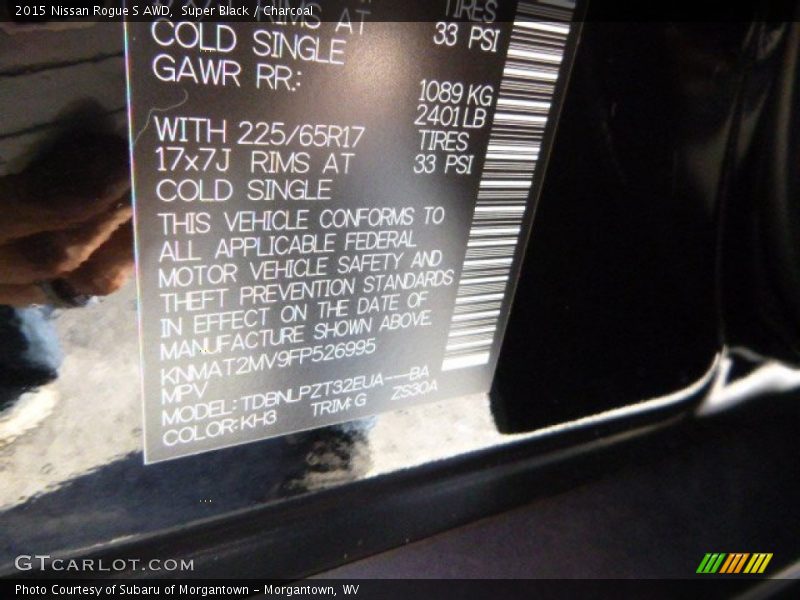 2015 Nissan Rogue S AWD,  Super Black / Charcoal
RIMS AT TIRES
COLD SINGLE 33 PSI
GAWR RR:
1089 KG
2401 LB
WITH 225/65R17 TIRES
17x7J RIMS AT 33 PSI
COLD SINGLE
THIS VEHICLE CONFORMS TO
ALL APPLICABLE FEDERAL
MOTOR VEHICLE SAFETY AND
THEFT PREVENTION STANDARDS
IN EFFECT ON THE DATE OF
MANUFACTURE SHOWN ABOVE.
KNMAT2MV9FP526995
MPV
MODEL:TDBNLPZT32EUA---BA
COLOR:KH3 TRIM:G ZS30A
GTCARLOT.COM
Photo Courtesy of Subaru of Morgantown - Morgantown, WV